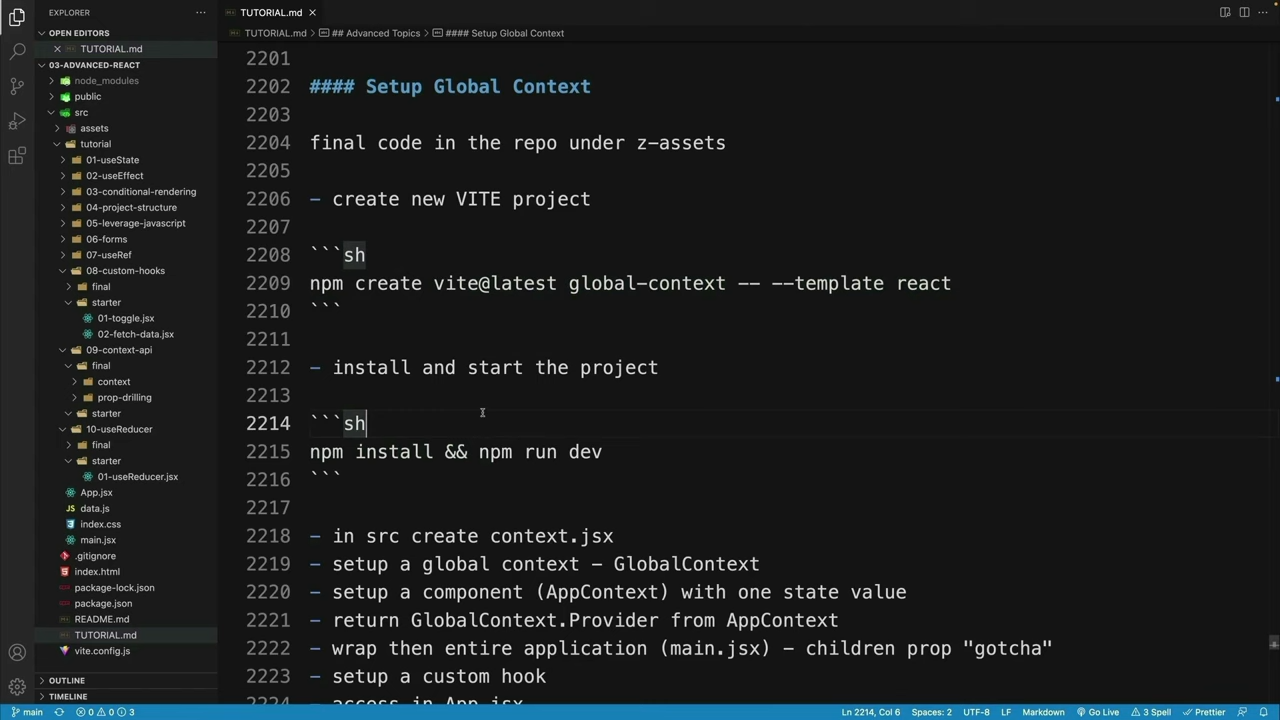 EXPLORER
OPEN EDITORS
TUTORIAL.md
03-ADVANCED-REACT
node_modules
public
src
assets
tutorial
01-useState
02-useEffect
03-conditional-rendering
04-project-structure
05-leverage-javascript
06-forms
07-useRef
08-custom-hooks
final
starter
01-toggle.jsx
02-fetch-data.jsx
09-context-api
final
context
prop-drilling
starter
10-useReducer
final
starter
01-useReducer.jsx
App.jsx
JS data.js
index.css
main.jsx
.gitignore
index.html
package-lock.json
package.json
README.md
TUTORIAL.md
vite.config.js
OUTLINE
TIMELINE
TUTORIAL.md
TUTORIAL.md > ## Advanced Topics > #### Setup Global Context
2201
2202 #### Setup Global Context
2203
2204 final code in the repo under z-assets
2205
2206 - create new VITE project
2207
2208 ```sh
2209 npm create vite@latest global-context -- --template react
2210 ```
2211
2212 - install and start the project
2213
2214 ```sh
2215 npm install && npm run dev
2216 ```
2217
2218 - in src create context.jsx
2219 - setup a global context - GlobalContext
2220 - setup a component (AppContext) with one state value
2221 - return GlobalContext.Provider from AppContext
2222 - wrap then entire application (main.jsx) - children prop "gotcha"
2223 - setup a custom hook
2224 - access in App.jsx
main 0 0 3 Ln 2214, Col 6 Spaces: 2 UTF-8 LF Markdown Go Live 3 Spell Prettier